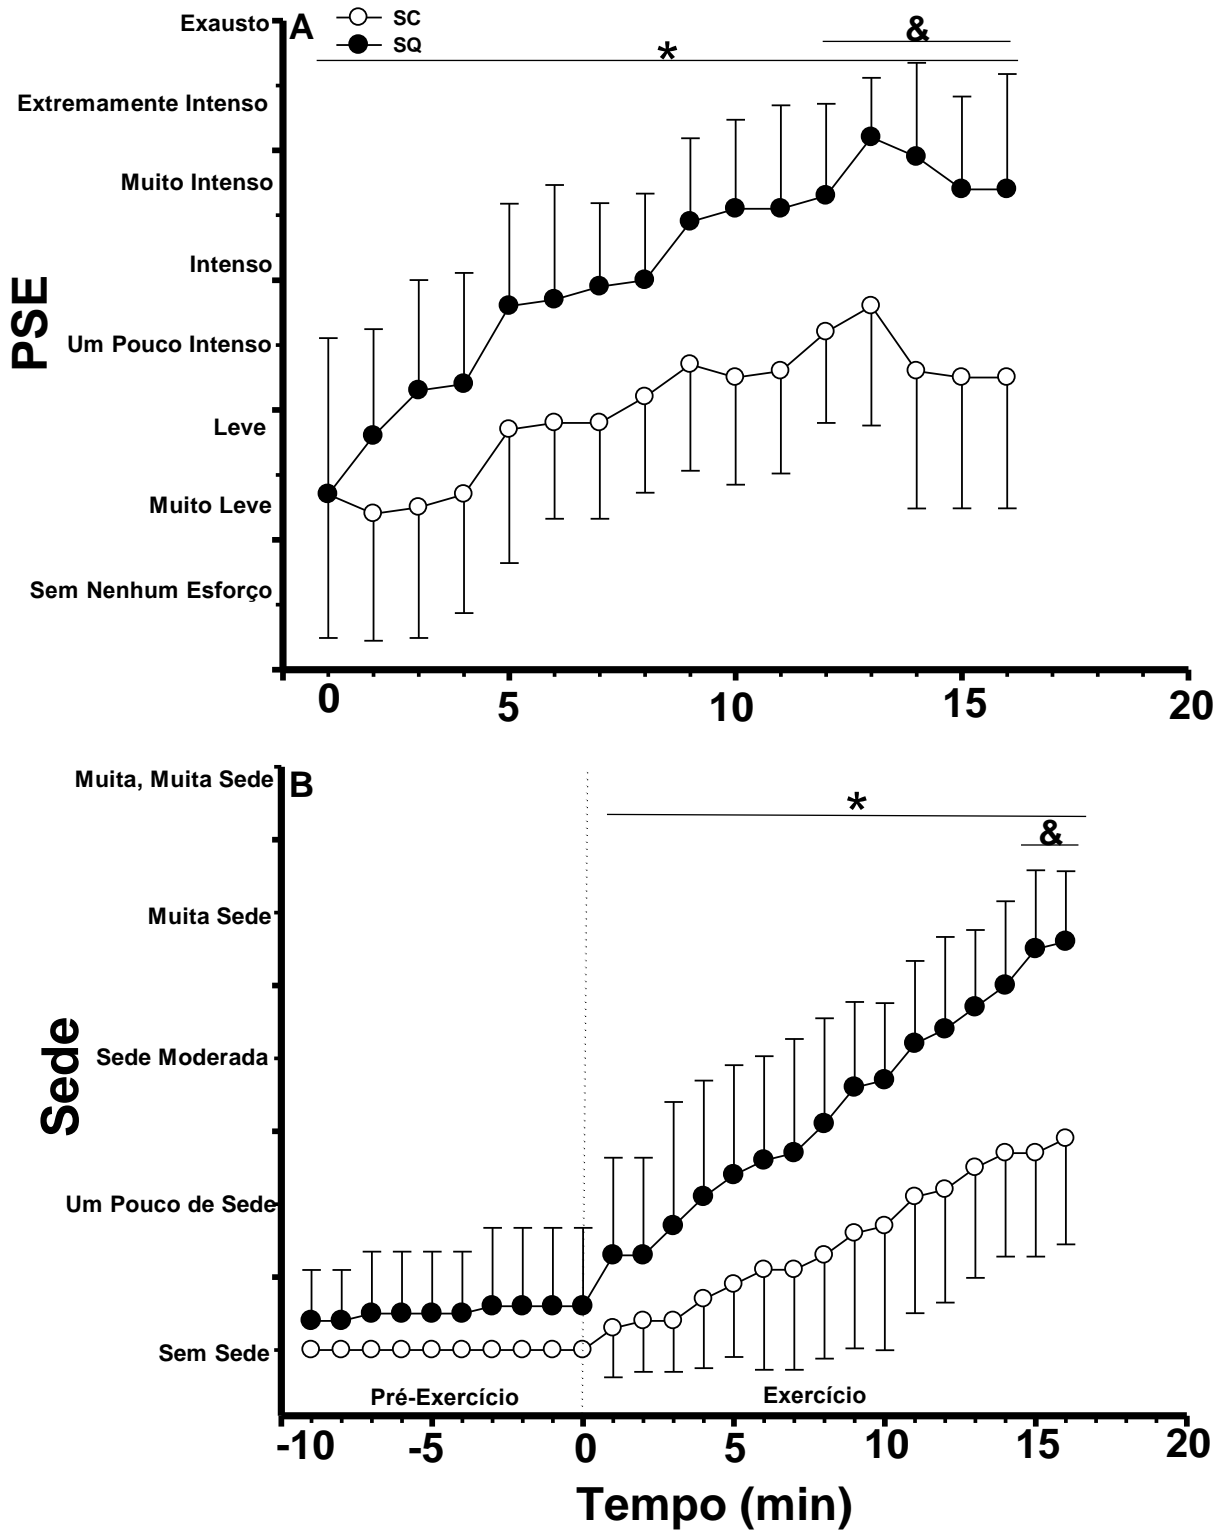 Exausto
A
SC
SQ
&
*
Extremamente Intenso
Muito Intenso
Intenso
Um Pouco Intenso
Leve
Muito Leve
Sem Nenhum Esforço
PSE
0 5 10 15 20
Muita, Muita Sede
B
*
&
Muita Sede
Sede Moderada
Um Pouco de Sede
Sem Sede
Sede
Pré-Exercício
Exercício
-10 -5 0 5 10 15 20
Tempo (min)